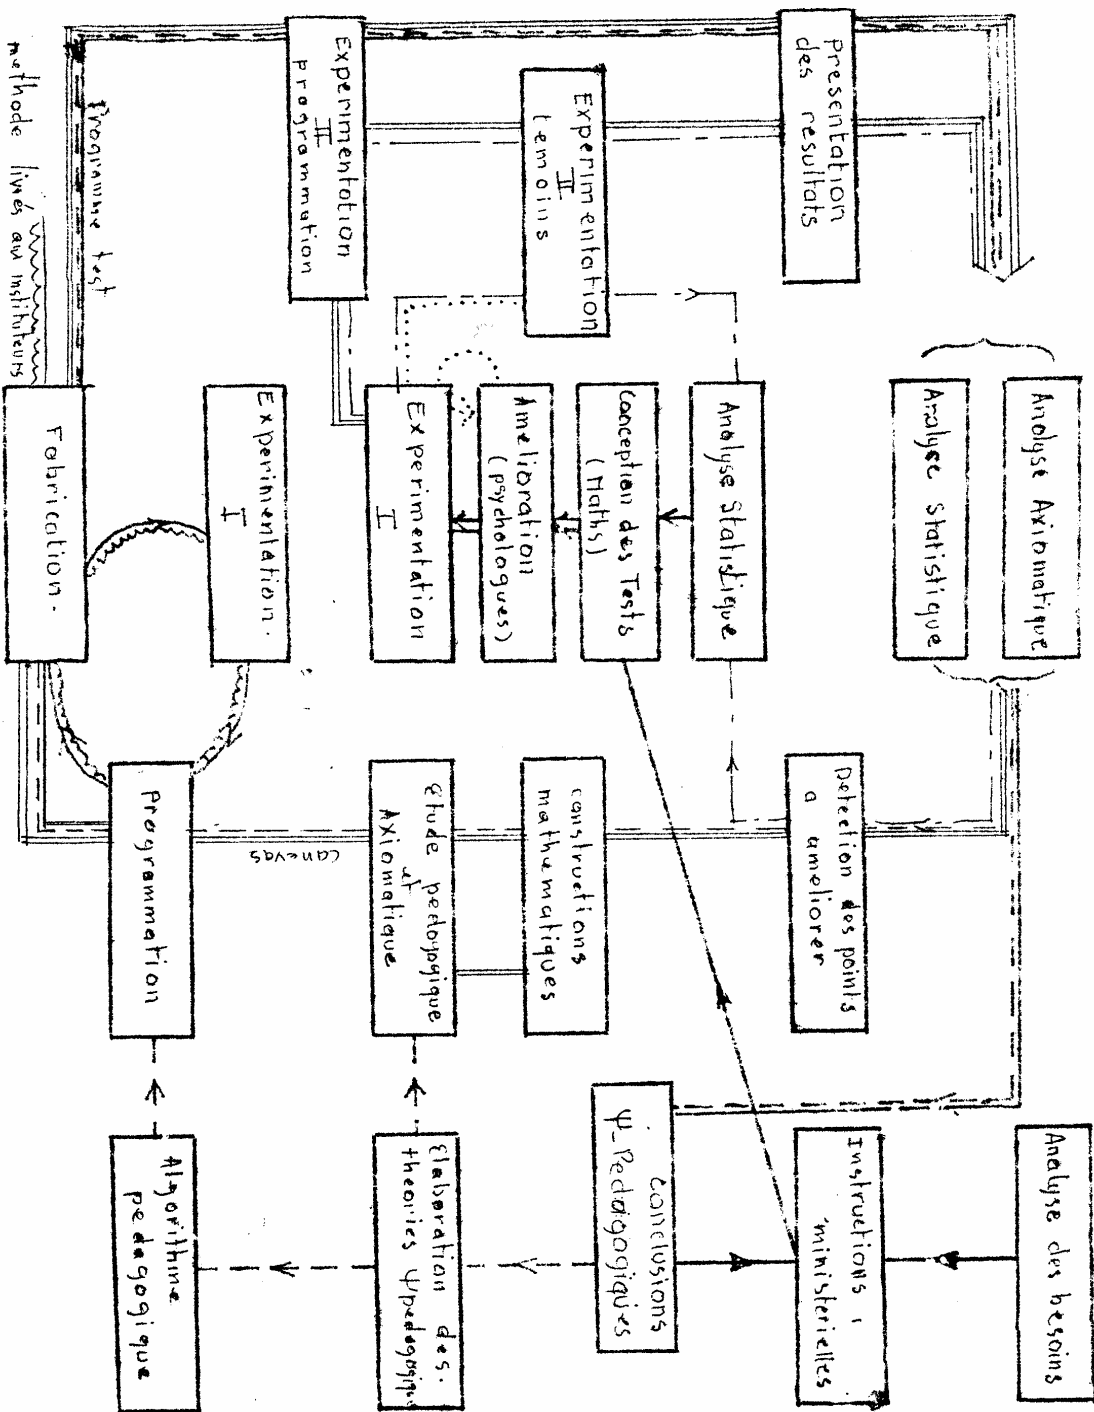 Analyse des besoins
Instructions
ministerielles
conclusions
Ψ-Pedagogiques
Elaboration des
theories Ψpedagogique
Algorithme
pedagogique
Detection des points
a ameliorer
constructions
mathematiques
Etude pedogogique
et
Axiomatique
canevas
Programmation
Analyse Axiomatique
Analyse Statistique
Analyse Statistique
Conception des Tests
(Maths)
Amelioration
(psychologues)
Experimentation
I
Experimentation.
I
Fabrication.
Presentation
des resultats
Experimentation
II
temoins
Experimentation
II
programmation
Programme test
methode livrés aux instituteurs